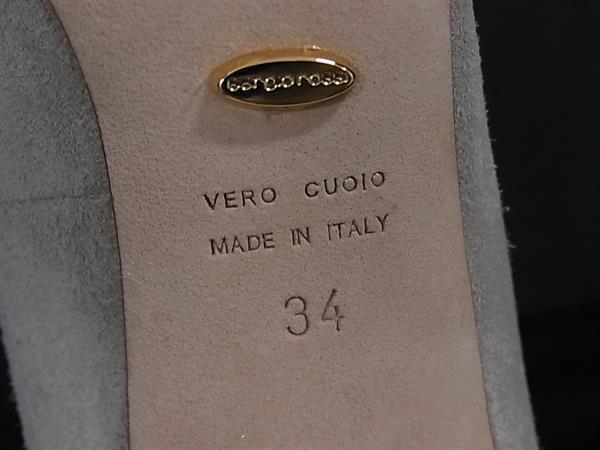 sergio rossi
VERO CUOIO
MADE IN ITALY
34